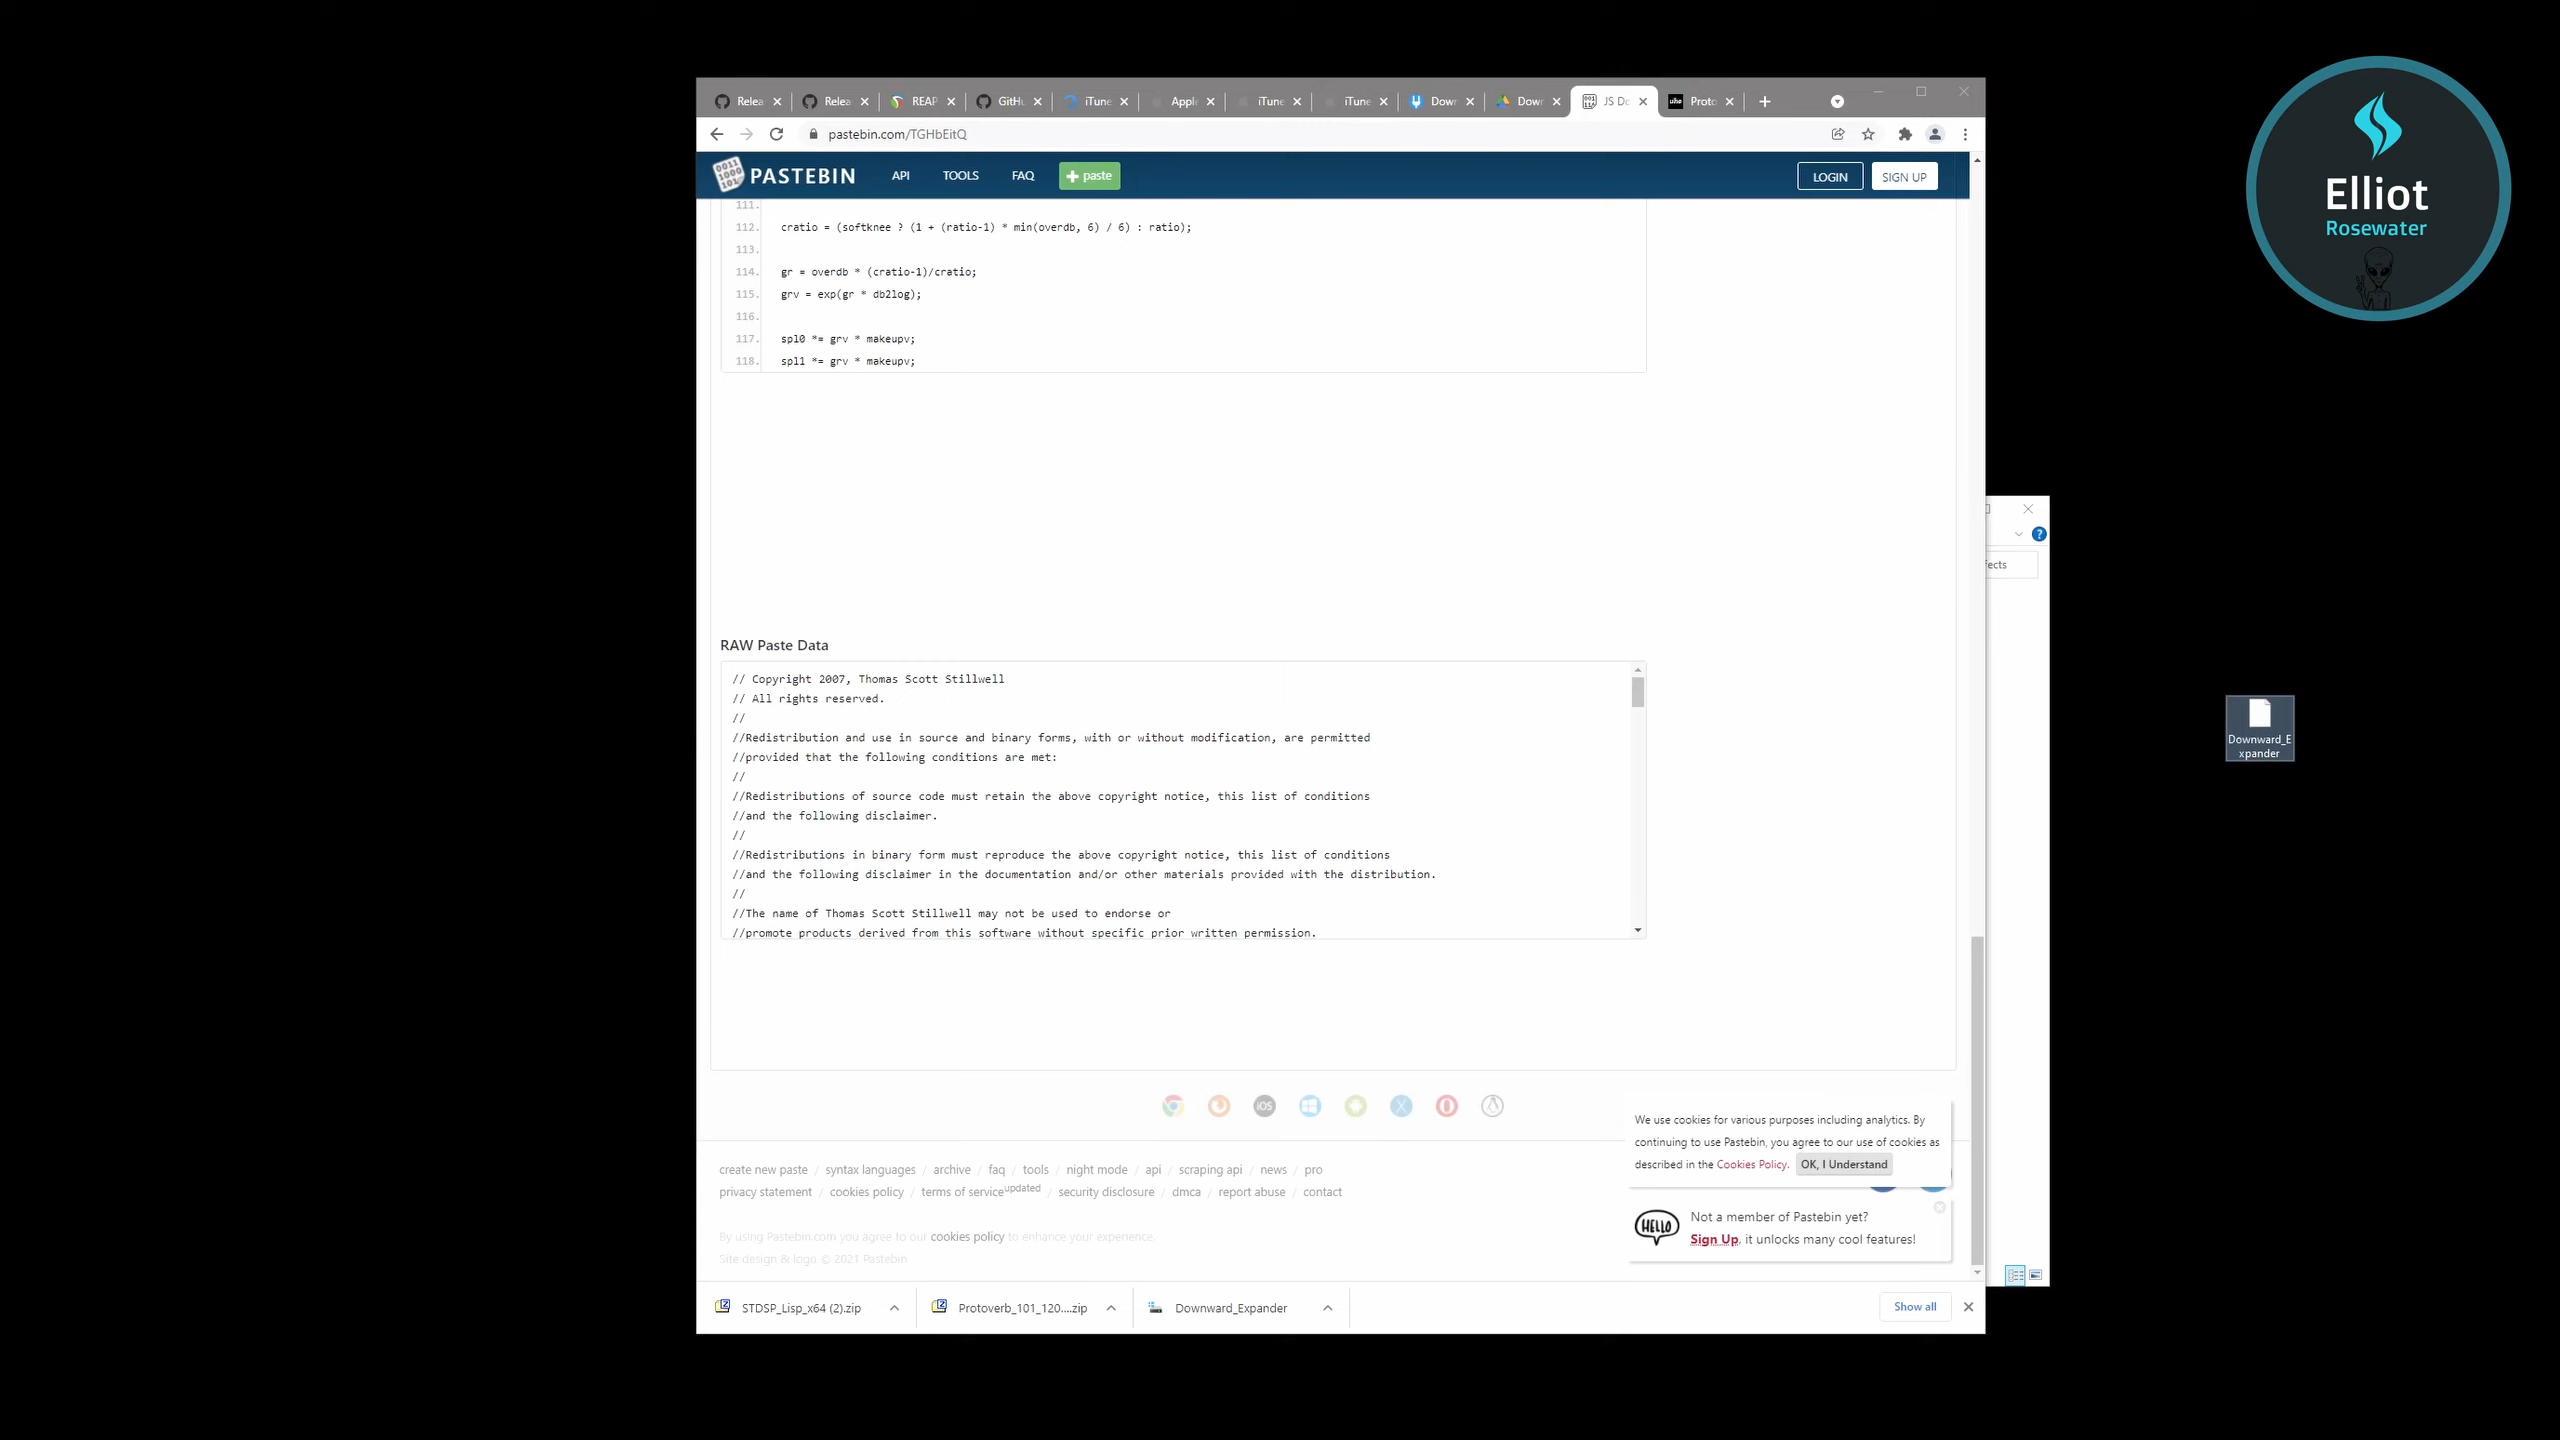 Relea
Relea
REAP
GitHu
iTune
Apple
iTune
iTune
Down
Down
JS Do
Proto
pastebin.com/TGHbEitQ
PASTEBIN
API
TOOLS
FAQ
paste
LOGIN
SIGN UP
111.
112. cratio = (softknee ? (1 + (ratio-1) * min(overdb, 6) / 6) : ratio);
113.
114. gr = overdb * (cratio-1)/cratio;
115. grv = exp(gr * db2log);
116.
117. spl0 *= grv * makeupv;
118. spl1 *= grv * makeupv;
RAW Paste Data
// Copyright 2007, Thomas Scott Stillwell
// All rights reserved.
//
//Redistribution and use in source and binary forms, with or without modification, are permitted
//provided that the following conditions are met:
//
//Redistributions of source code must retain the above copyright notice, this list of conditions
//and the following disclaimer.
//
//Redistributions in binary form must reproduce the above copyright notice, this list of conditions
//and the following disclaimer in the documentation and/or other materials provided with the distribution.
//
//The name of Thomas Scott Stillwell may not be used to endorse or
//promote products derived from this software without specific prior written permission.
iOS
create new paste / syntax languages / archive / faq / tools / night mode / api / scraping api / news / pro
privacy statement / cookies policy / terms of service updated / security disclosure / dmca / report abuse / contact
By using Pastebin.com you agree to our cookies policy to enhance your experience.
Site design & logo © 2021 Pastebin
We use cookies for various purposes including analytics. By
continuing to use Pastebin, you agree to our use of cookies as
described in the Cookies Policy. OK, I Understand
HELLO
Not a member of Pastebin yet?
Sign Up, it unlocks many cool features!
STDSP_Lisp_x64 (2).zip
Protoverb_101_120....zip
Downward_Expander
Show all
fects
Downward_E
xpander
Elliot
Rosewater